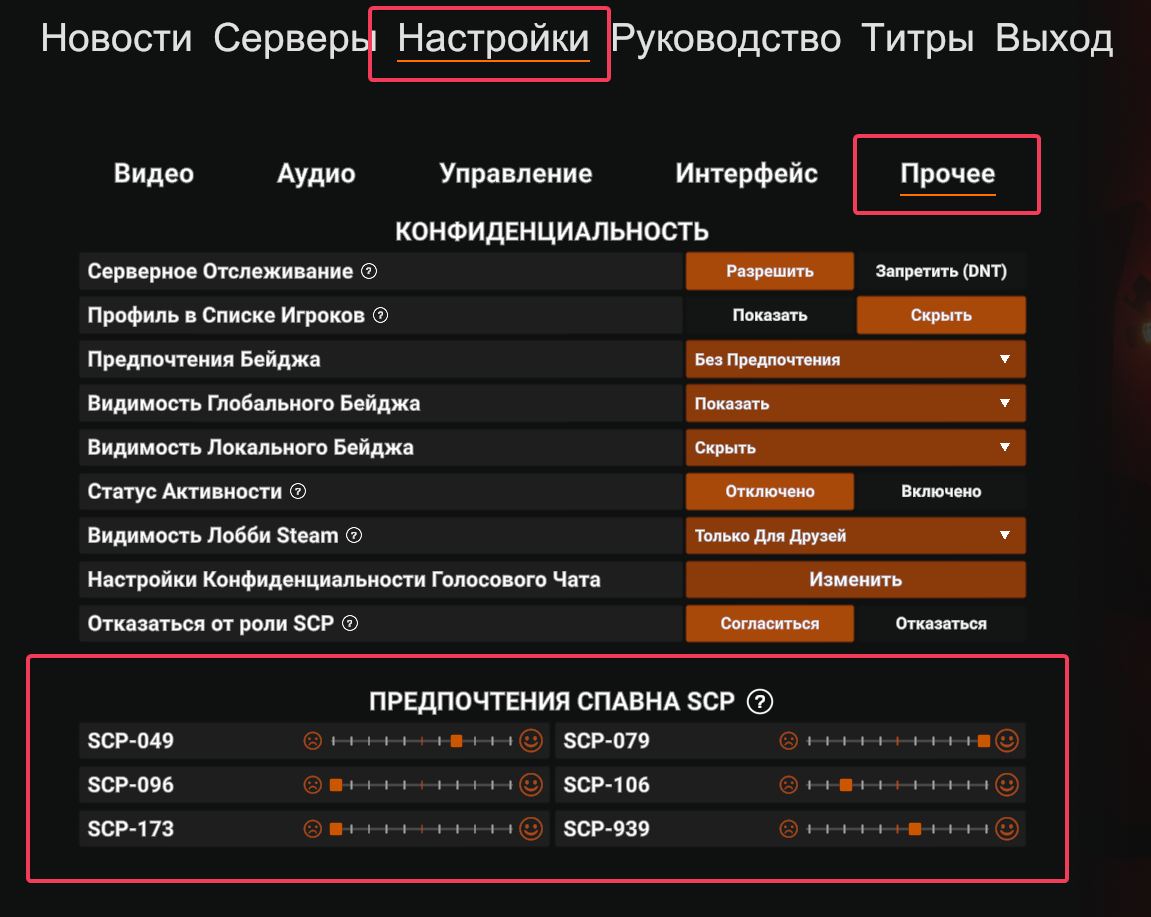 Новости Серверы Настройки Руководство Титры Выход
Видео Аудио Управление Интерфейс Прочее
КОНФИДЕНЦИАЛЬНОСТЬ
Серверное Отслеживание ? Разрешить Запретить (DNT)
Профиль в Списке Игроков ? Показать Скрыть
Предпочтения Бейджа Без Предпочтения
Видимость Глобального Бейджа Показать
Видимость Локального Бейджа Скрыть
Статус Активности ? Отключено Включено
Видимость Лобби Steam ? Только Для Друзей
Настройки Конфиденциальности Голосового Чата Изменить
Отказаться от роли SCP ? Согласиться Отказаться
ПРЕДПОЧТЕНИЯ СПАВНА SCP ?
SCP-049 SCP-079
SCP-096 SCP-106
SCP-173 SCP-939